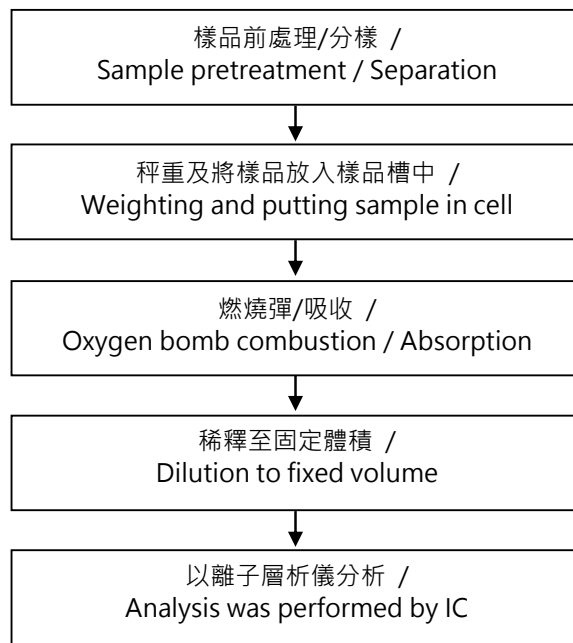 樣品前處理/分樣 /
Sample pretreatment / Separation
秤重及將樣品放入樣品槽中 /
Weighting and putting sample in cell
燃燒彈/吸收 /
Oxygen bomb combustion / Absorption
稀釋至固定體積 /
Dilution to fixed volume
以離子層析儀分析 /
Analysis was performed by IC